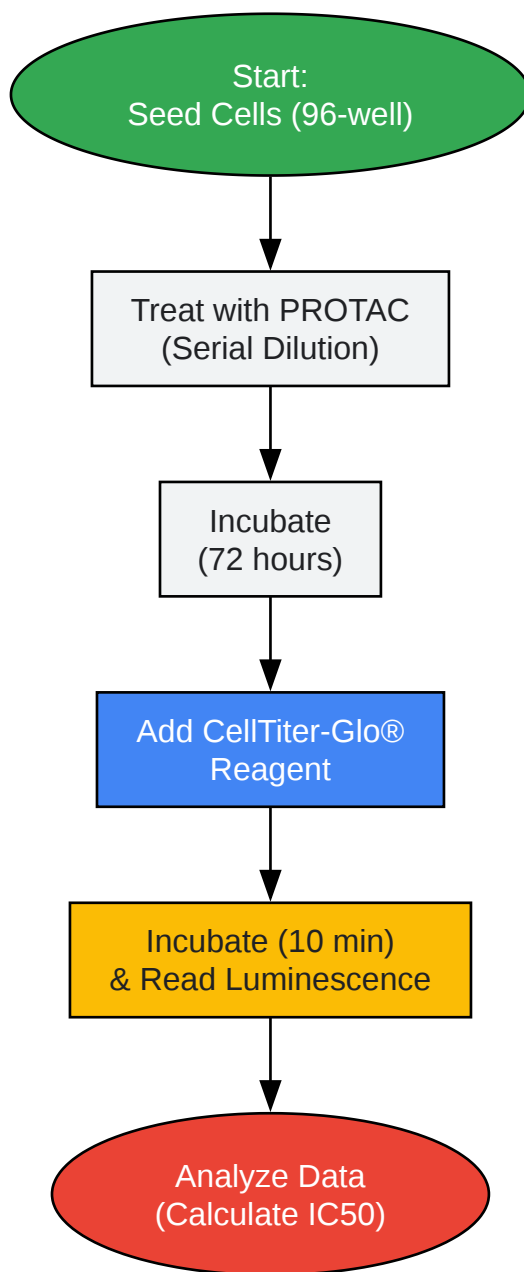 Start:
Seed Cells (96-well)
Treat with PROTAC
(Serial Dilution)
Incubate
(72 hours)
Add CellTiter-Glo®
Reagent
Incubate (10 min)
& Read Luminescence
Analyze Data
(Calculate IC50)